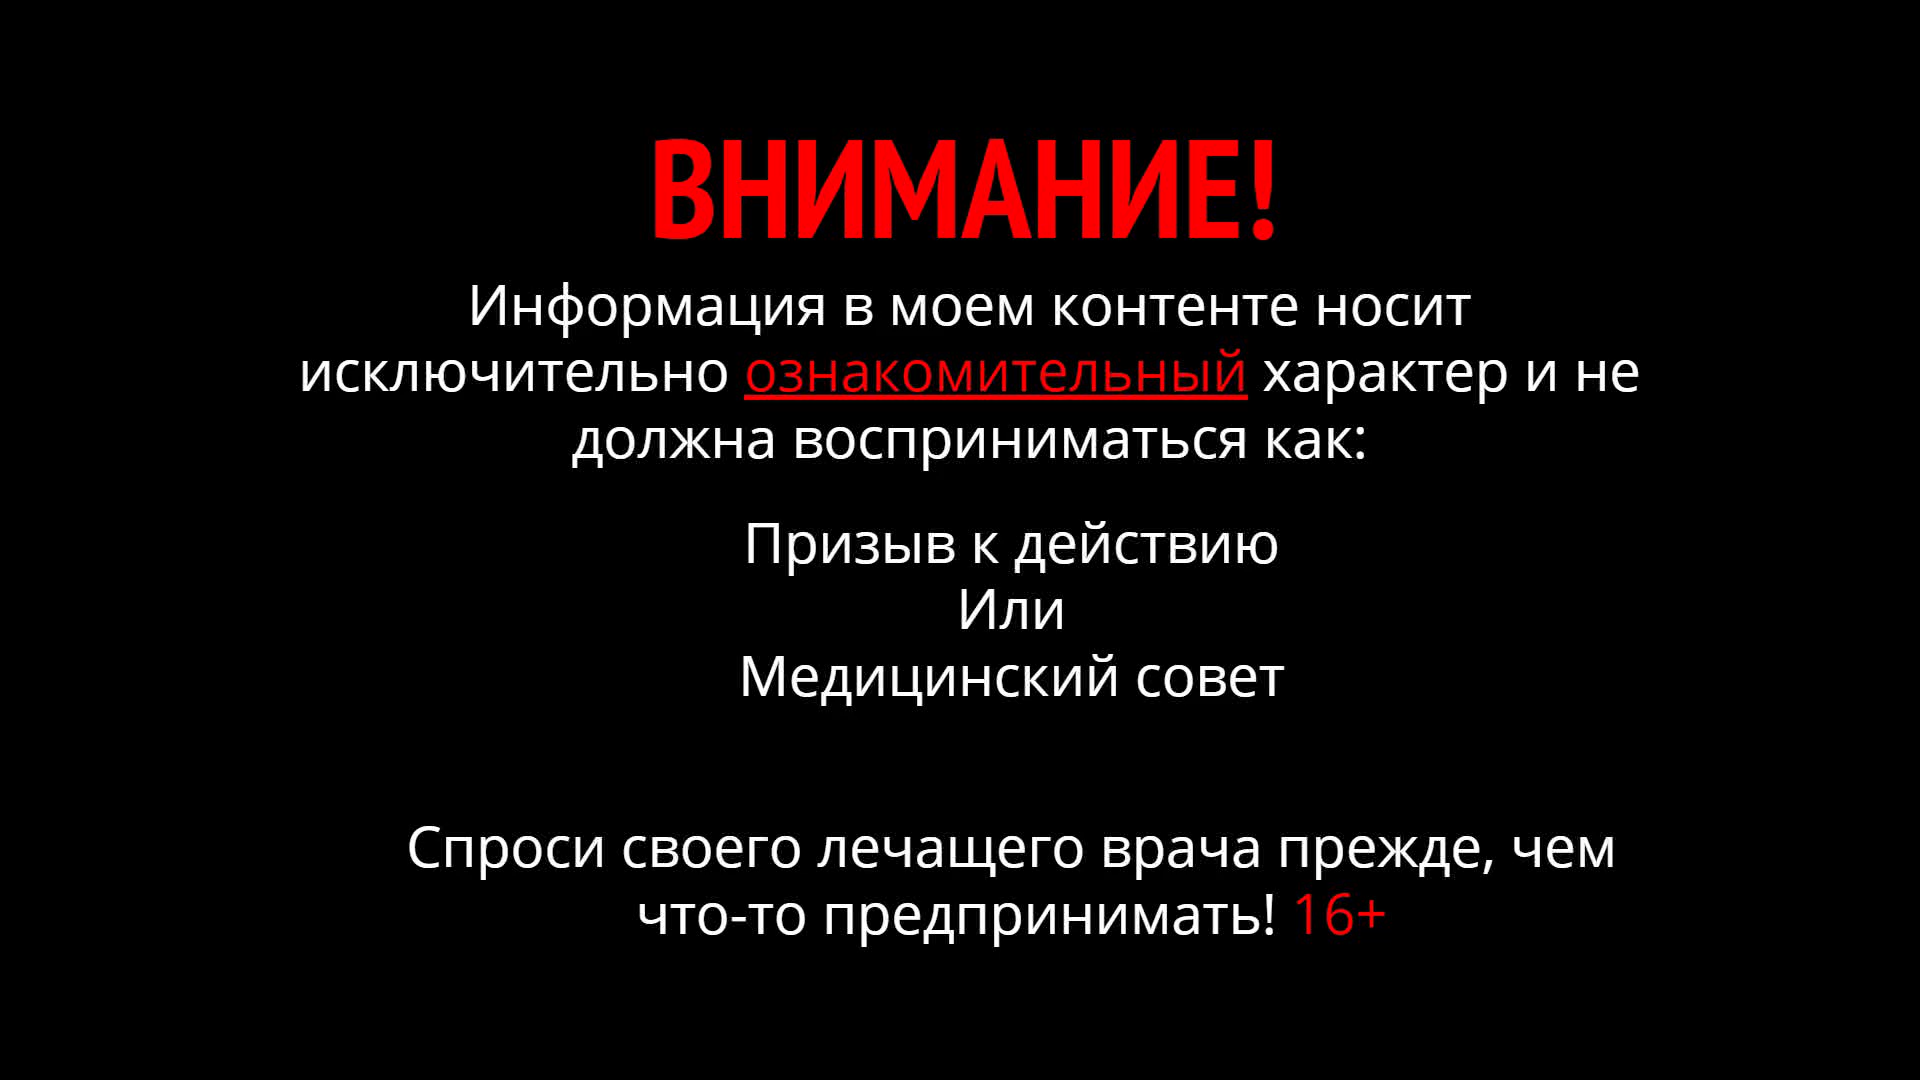 ВНИМАНИЕ!
Информация в моем контенте носит
исключительно ознакомительный характер и не
должна восприниматься как:
Призыв к действию
Или
Медицинский совет
Спроси своего лечащего врача прежде, чем
что-то предпринимать! 16+